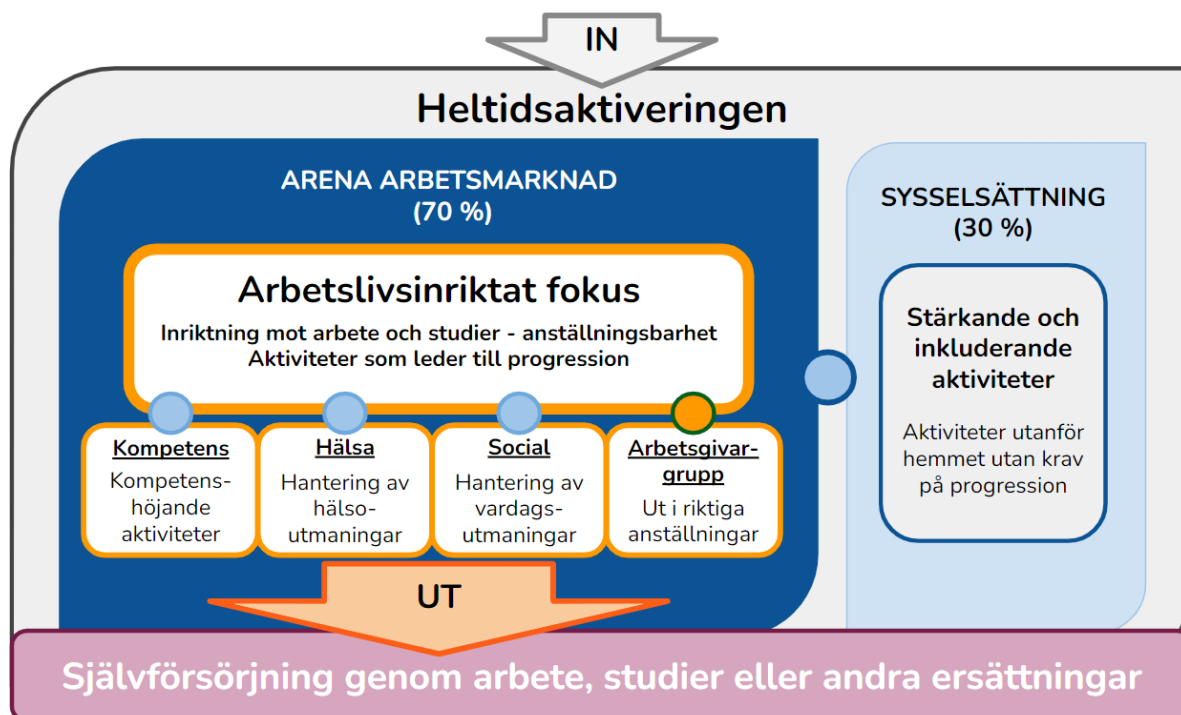 IN
Heltidsaktiveringen
ARENA ARBETSMARKNAD
(70 %)
Arbetslivsinriktat fokus
Inriktning mot arbete och studier - anställningsbarhet
Aktiviteter som leder till progression
Kompetens
Kompetens-
höjande
aktiviteter
Hälsa
Hantering av
hälso-
utmaningar
Social
Hantering av
vardags-
utmaningar
Arbetsgivar-
grupp
Ut i riktiga
anställningar
SYSSELSÄTTNING
(30 %)
Stärkande och
inkluderande
aktiviteter
Aktiviteter utanför
hemmet utan krav
på progression
UT
Självförsörjning genom arbete, studier eller andra ersättningar